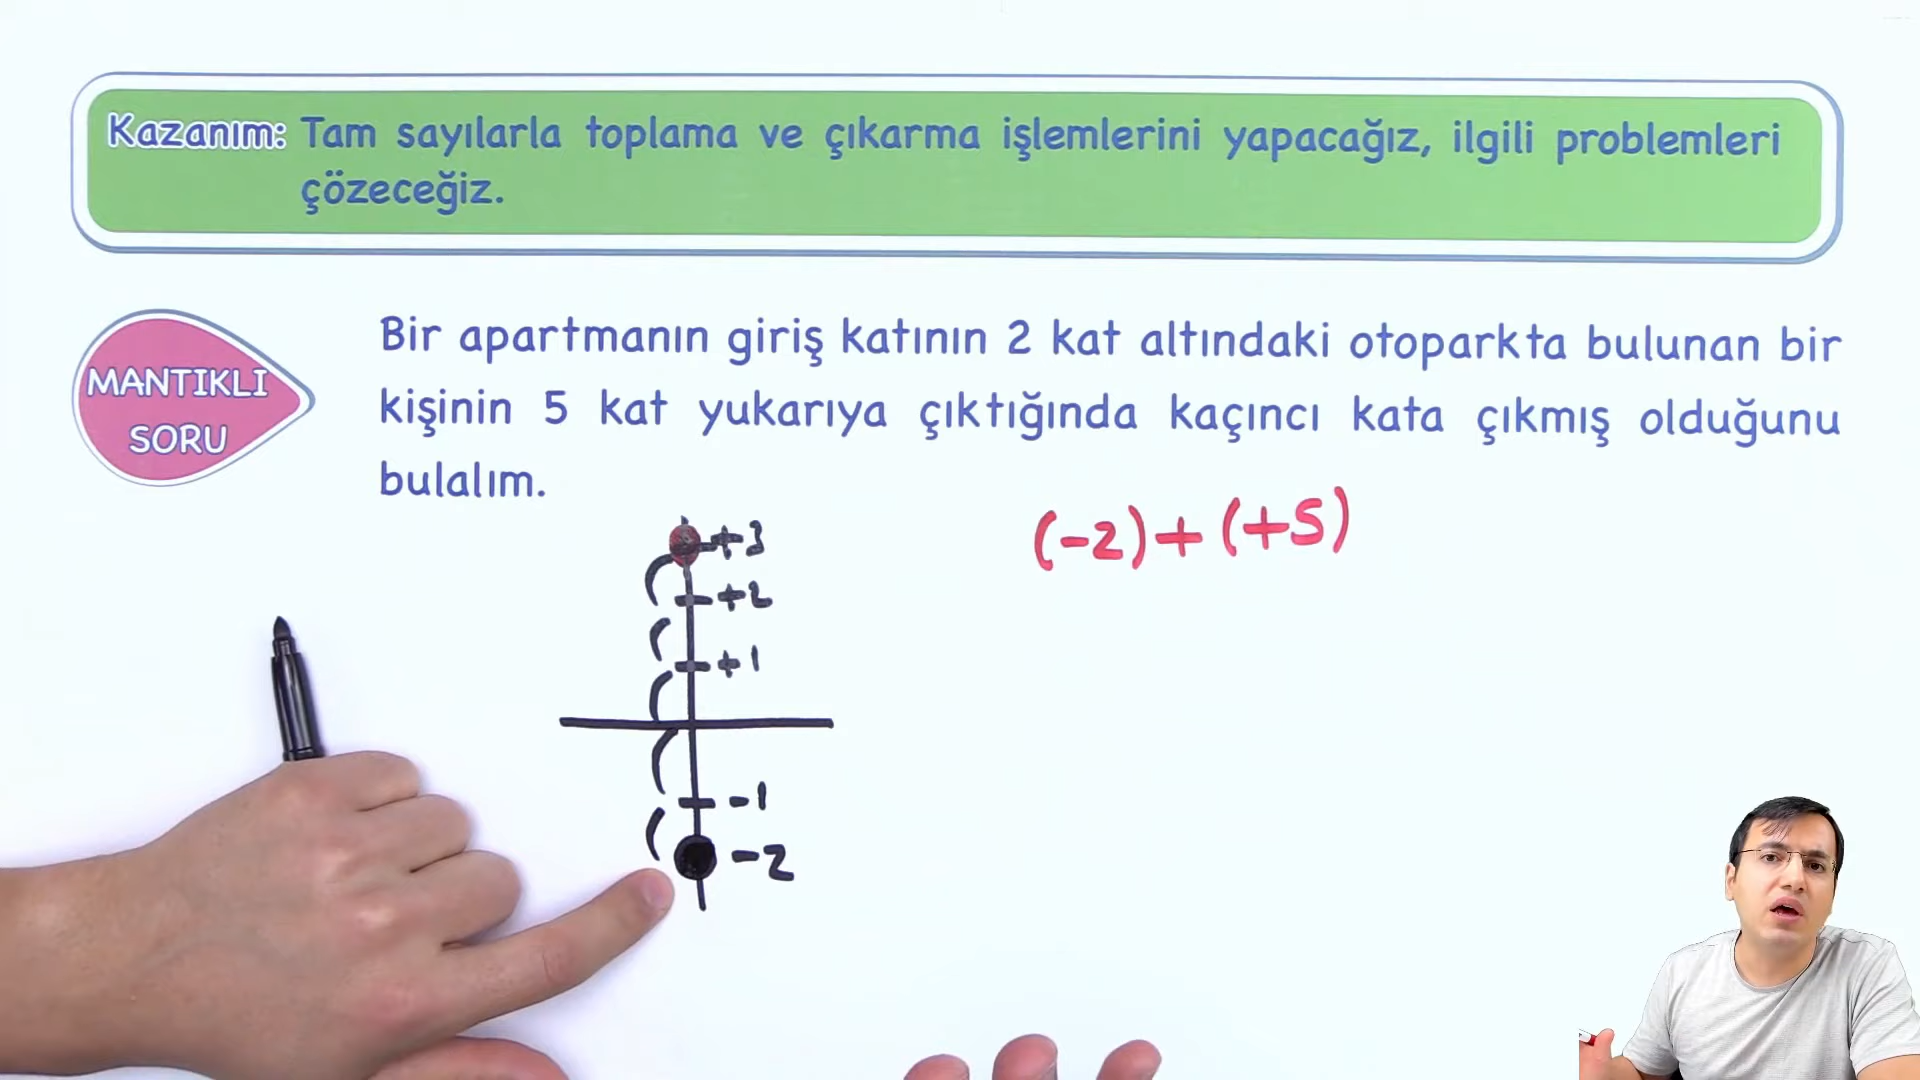 Kazanım: Tam sayılarla toplama ve çıkarma işlemlerini yapacağız, ilgili problemleri
çözeceğiz.
MANTIKLI
SORU
Bir apartmanın giriş katının 2 kat altındaki otoparkta bulunan bir
kişinin 5 kat yukarıya çıktığında kaçıncı kata çıkmış olduğunu
bulalım.
(-2)+(+5)
+3
+2
+1
-1
-2